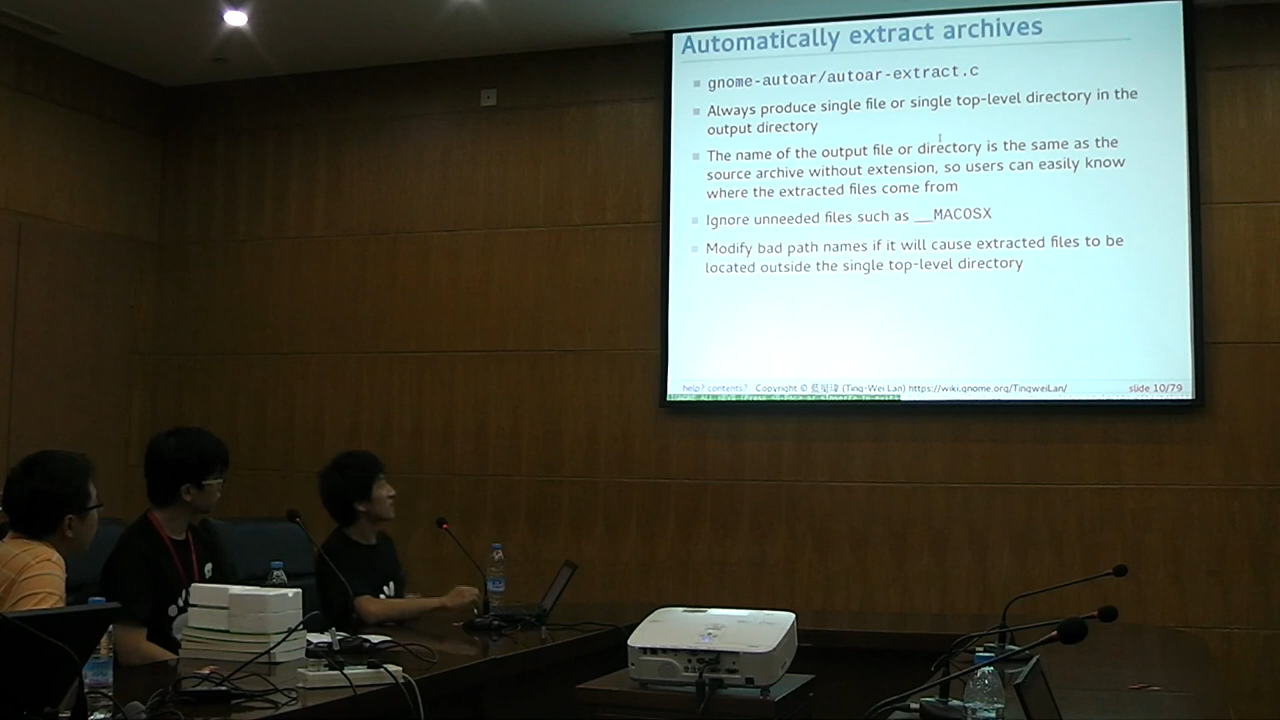 Automatically extract archives
gnome-autoar/autoar-extract.c
Always produce single file or single top-level directory in the
output directory
The name of the output file or directory is the same as the
source archive without extension, so users can easily know
where the extracted files come from
Ignore unneeded files such as __MACOSX
Modify bad path names if it will cause extracted files to be
located outside the single top-level directory
help? contents? Copyright © 藍挺瑋 (Ting-Wei Lan) https://wiki.gnome.org/TingweiLan/ slide 10/79